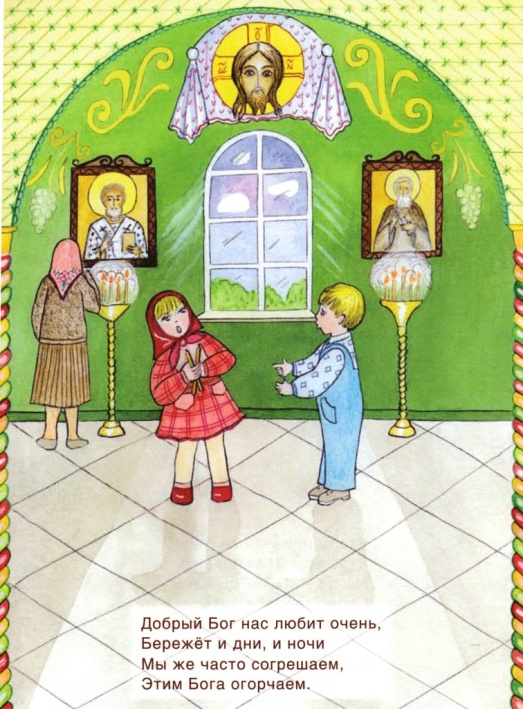 Добрый Бог нас любит очень,
Бережёт и дни, и ночи
Мы же часто согрешаем,
Этим Бога огорчаем.